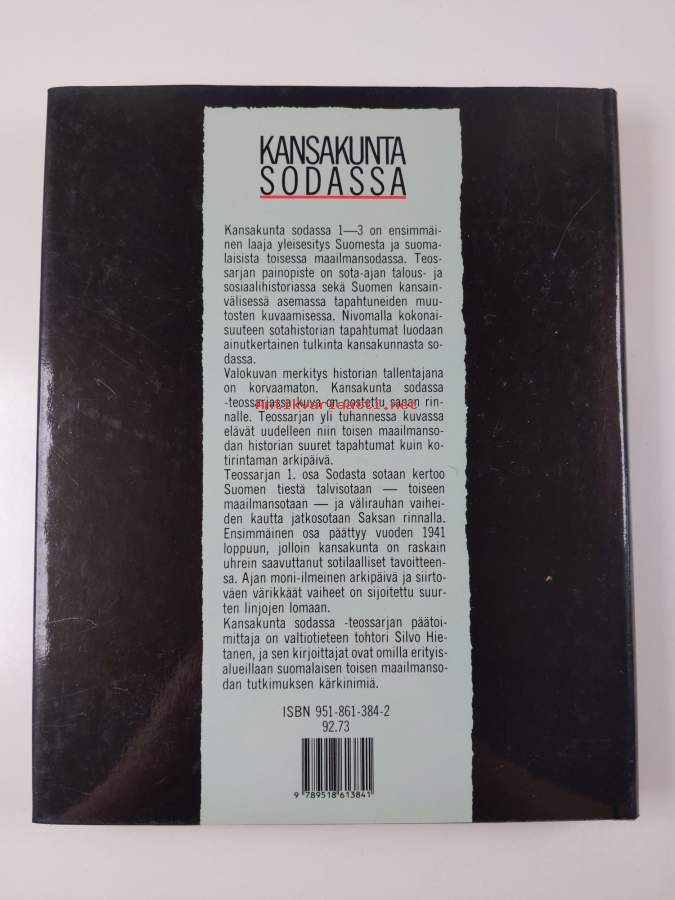 KANSAKUNTA
SODASSA
Kansakunta sodassa 1—3 on ensimmäi-
nen laaja yleisesitys Suomesta ja suoma-
laisista toisessa maailmansodassa. Teos-
sarjan painopiste on sota-ajan talous- ja
sosiaalihistoriassa sekä Suomen kansain-
välisessä asemassa tapahtuneiden muu-
tosten kuvaamisessa. Nivomalla kokonai-
suuteen sotahistorian tapahtumat luodaan
ainutkertainen tulkinta kansakunnasta so-
dassa.
Valokuvan merkitys historian tallentajana
on korvaamaton. Kansakunta sodassa
-teossarjassa kuva on nostettu sanan rin-
Antikvariaatti.net
nalle. Teossarjan yli tuhannessa kuvassa
elävät uudelleen niin toisen maailmanso-
dan historian suuret tapahtumat kuin ko-
tirintaman arkipäivä.
Teossarjan 1. osa Sodasta sotaan kertoo
Suomen tiestä talvisotaan — toiseen
maailmansotaan — ja välirauhan vaihei-
den kautta jatkosotaan Saksan rinnalla.
Ensimmäinen osa päättyy vuoden 1941
loppuun, jolloin kansakunta on raskain
uhrein saavuttanut sotilaalliset tavoitteen-
sa. Ajan moni-ilmeinen arkipäivä ja siirto-
väen värikkäät vaiheet on sijoitettu suur-
ten linjojen lomaan.
Kansakunta sodassa -teossarjan päätoi-
mittaja on valtiotieteen tohtori Silvo Hie-
tanen, ja sen kirjoittajat ovat omilla erityis-
alueillaan suomalaisen toisen maailmanso-
dan tutkimuksen kärkinimiä.
ISBN 951-861-384-2
92.73
9 789518 613841